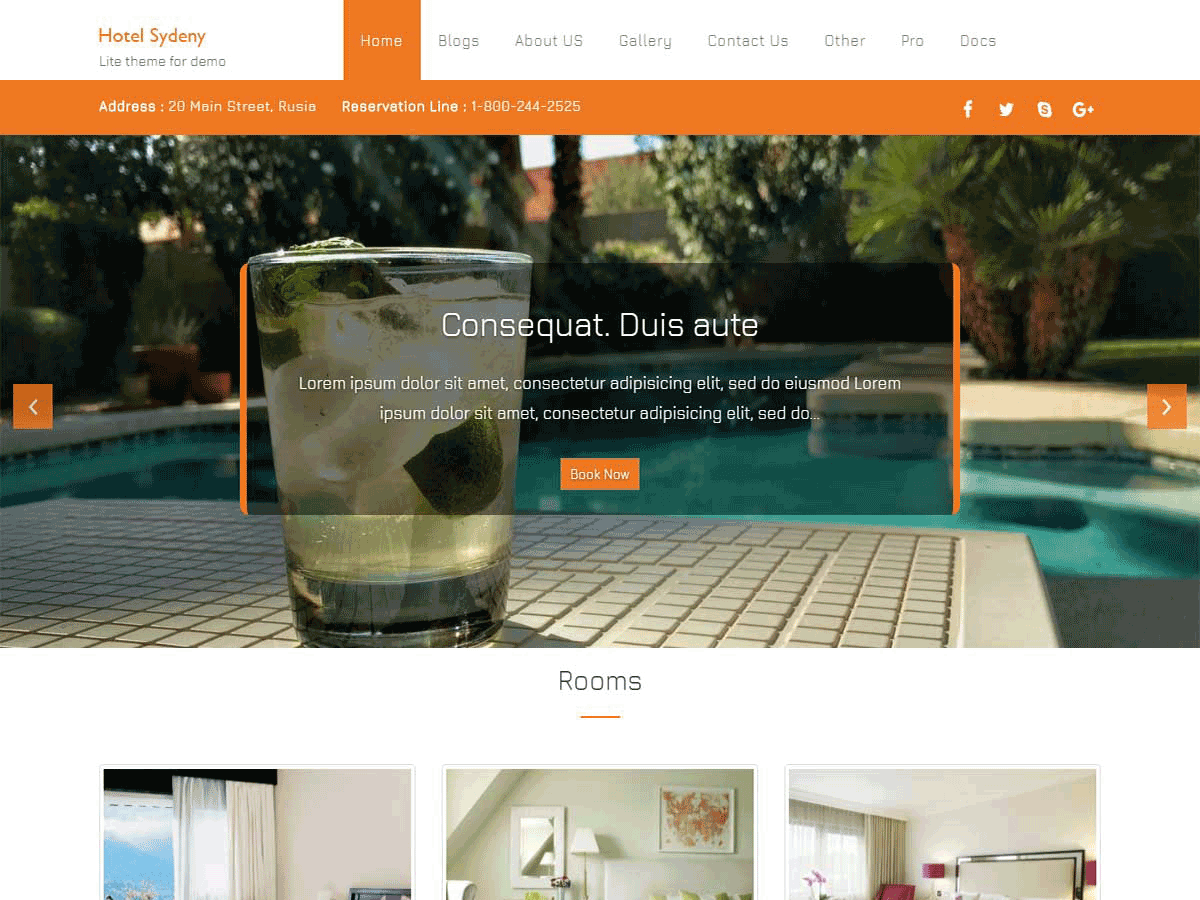 Hotel Sydeny
Lite theme for demo
Home Blogs About US Gallery Contact Us Other Pro Docs
Address : 20 Main Street, Rusia Reservation Line : 1-800-244-2525
Consequat. Duis aute
Lorem ipsum dolor sit amet, consectetur adipisicing elit, sed do eiusmod Lorem
ipsum dolor sit amet, consectetur adipisicing elit, sed do...
Book Now
Rooms